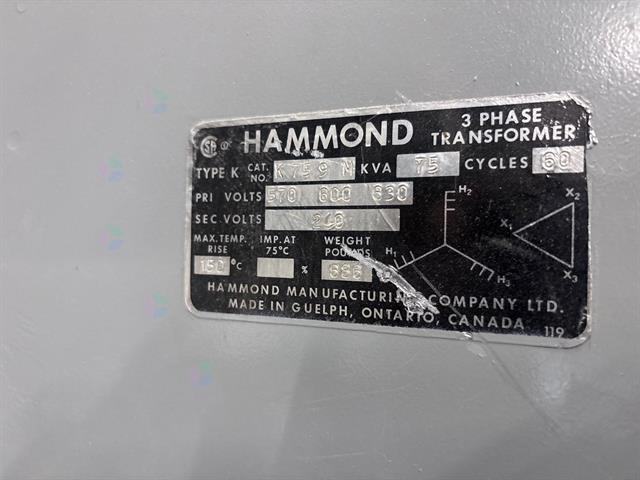 HAMMOND
3 PHASE
TRANSFORMER
TYPE K CAT. NO. K759 M KVA 75 CYCLES 60
PRI VOLTS 570 600 630
SEC. VOLTS 240
MAX. TEMP. RISE 150 °C
IMP. AT 75°C %
WEIGHT POUNDS
H1
H2
H3
X1
X2
X3
HAMMOND MANUFACTURING COMPANY LTD.
MADE IN GUELPH, ONTARIO, CANADA
119